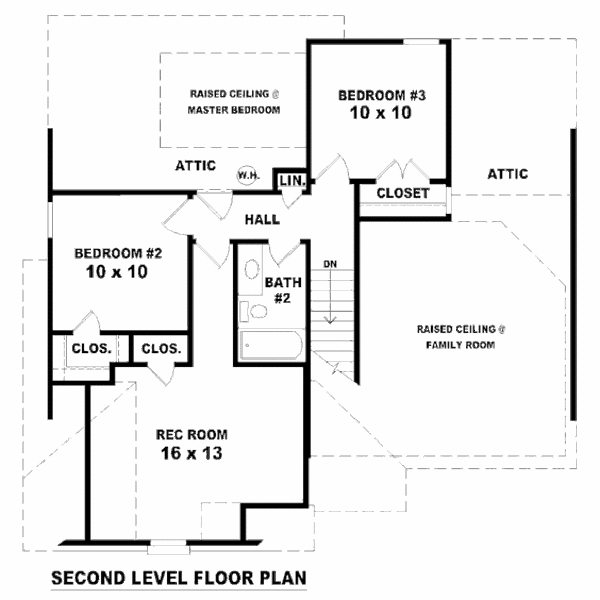 RAISED CEILING @
MASTER BEDROOM
BEDROOM #3
10 x 10
ATTIC
W.H.
LIN.
CLOSET
ATTIC
HALL
BEDROOM #2
10 x 10
BATH
#2
DN
RAISED CEILING @
FAMILY ROOM
CLOS.
CLOS.
REC ROOM
16 x 13
SECOND LEVEL FLOOR PLAN